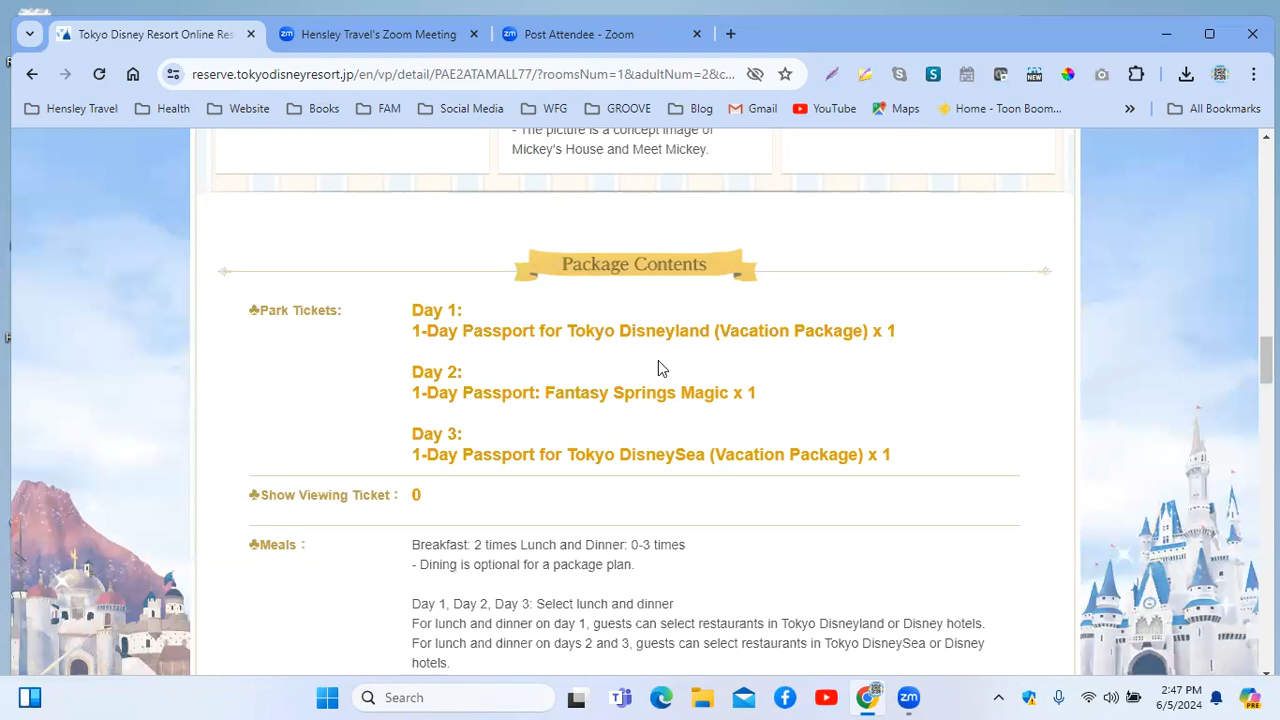 Tokyo Disney Resort Online Res
Hensley Travel's Zoom Meeting
Post Attendee - Zoom
reserve.tokyodisneyresort.jp/en/vp/detail/PAE2ATAMALL77/?roomsNum=1&adultNum=2&c...
Hensley Travel
Health
Website
Books
FAM
Social Media
WFG
GROOVE
Blog
Gmail
YouTube
Maps
Home - Toon Boom...
»
All Bookmarks
- The picture is a concept image of
Mickey's House and Meet Mickey.
Package Contents
♣Park Tickets:
Day 1:
1-Day Passport for Tokyo Disneyland (Vacation Package) x 1
Day 2:
1-Day Passport: Fantasy Springs Magic x 1
Day 3:
1-Day Passport for Tokyo DisneySea (Vacation Package) x 1
♣Show Viewing Ticket：
0
♣Meals：
Breakfast: 2 times Lunch and Dinner: 0-3 times
- Dining is optional for a package plan.
Day 1, Day 2, Day 3: Select lunch and dinner
For lunch and dinner on day 1, guests can select restaurants in Tokyo Disneyland or Disney hotels.
For lunch and dinner on days 2 and 3, guests can select restaurants in Tokyo DisneySea or Disney
hotels.
Search
2:47 PM
6/5/2024